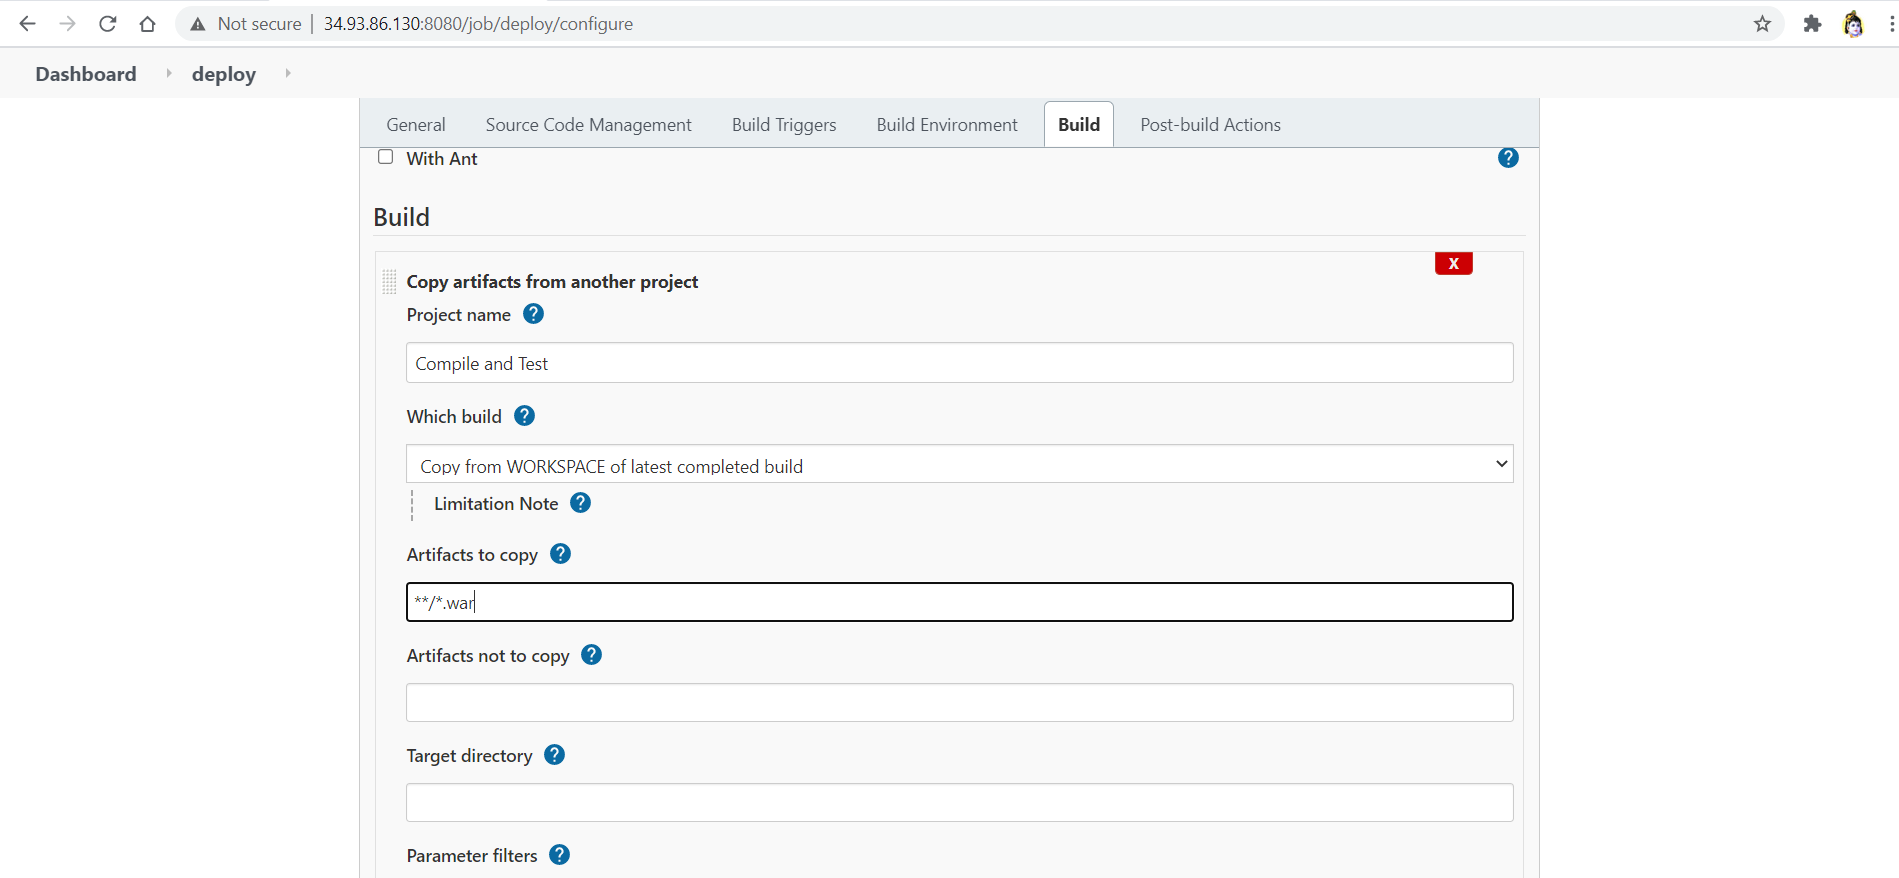 Not secure | 34.93.86.130:8080/job/deploy/configure
Dashboard deploy
General Source Code Management Build Triggers Build Environment Build Post-build Actions
With Ant ?
Build
X
Copy artifacts from another project
Project name ?
Compile and Test
Which build ?
Copy from WORKSPACE of latest completed build
Limitation Note ?
Artifacts to copy ?
**/*.war
Artifacts not to copy ?
Target directory ?
Parameter filters ?